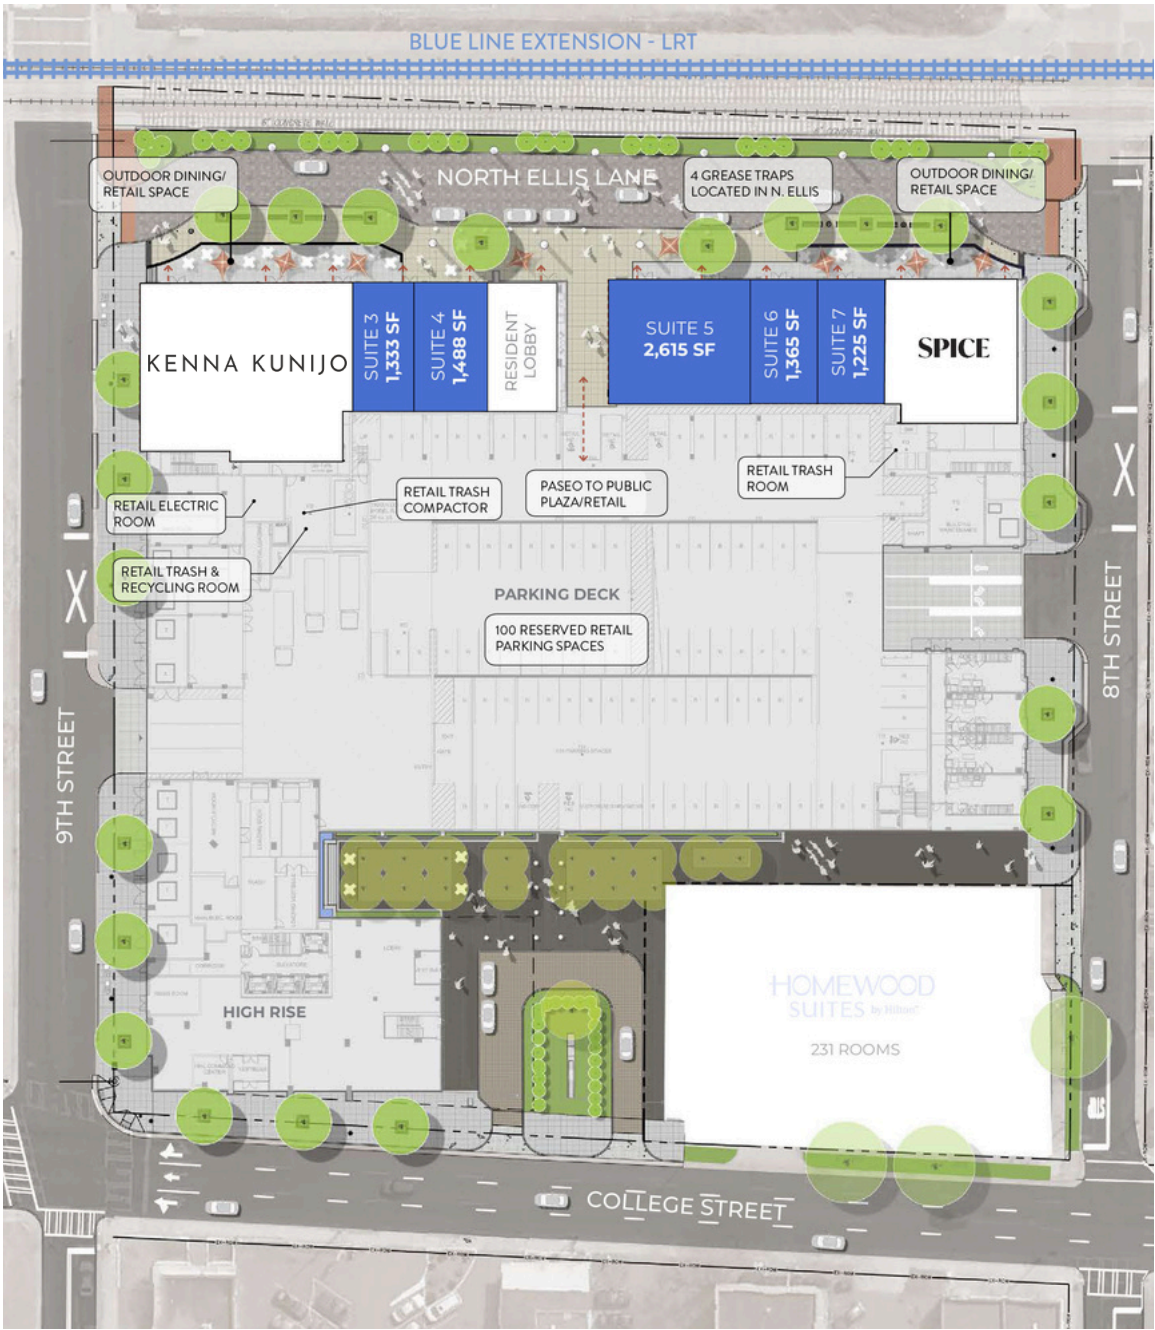 BLUE LINE EXTENSION - LRT
OUTDOOR DINING/
RETAIL SPACE
NORTH ELLIS LANE
4 GREASE TRAPS
LOCATED IN N. ELLIS
OUTDOOR DINING/
RETAIL SPACE
KENNA KUNIJO
SUITE 3
1,333 SF
SUITE 4
1,488 SF
RESIDENT
LOBBY
SUITE 5
2,615 SF
SUITE 6
1,365 SF
SUITE 7
1,225 SF
SPICE
RETAIL ELECTRIC
ROOM
RETAIL TRASH
COMPACTOR
PASEO TO PUBLIC
PLAZA/RETAIL
RETAIL TRASH
ROOM
RETAIL TRASH &
RECYCLING ROOM
PARKING DECK
100 RESERVED RETAIL
PARKING SPACES
9TH STREET
8TH STREET
HIGH RISE
HOMEWOOD
SUITES by Hilton
231 ROOMS
STOP
COLLEGE STREET